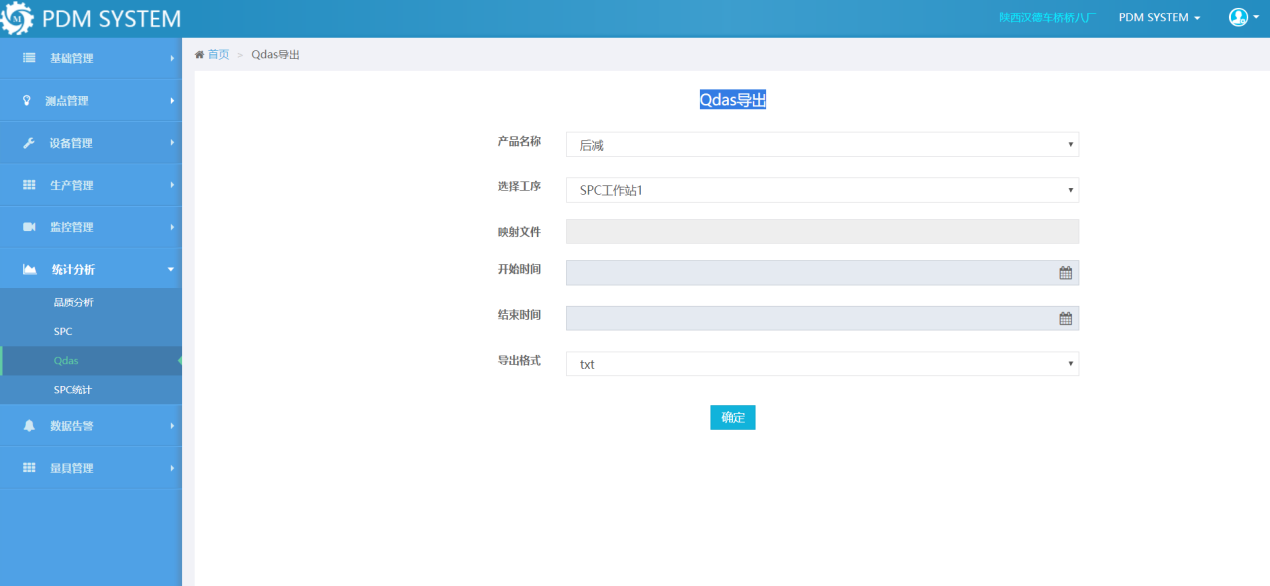 PDM SYSTEM
陕西汉德车桥桥八厂
PDM SYSTEM
基础管理
测点管理
设备管理
生产管理
监控管理
统计分析
品质分析
SPC
Qdas
SPC统计
数据告警
量具管理
首页 > Qdas导出
Qdas导出
产品名称
后减
选择工序
SPC工作站1
映射文件
开始时间
结束时间
导出格式
txt
确定